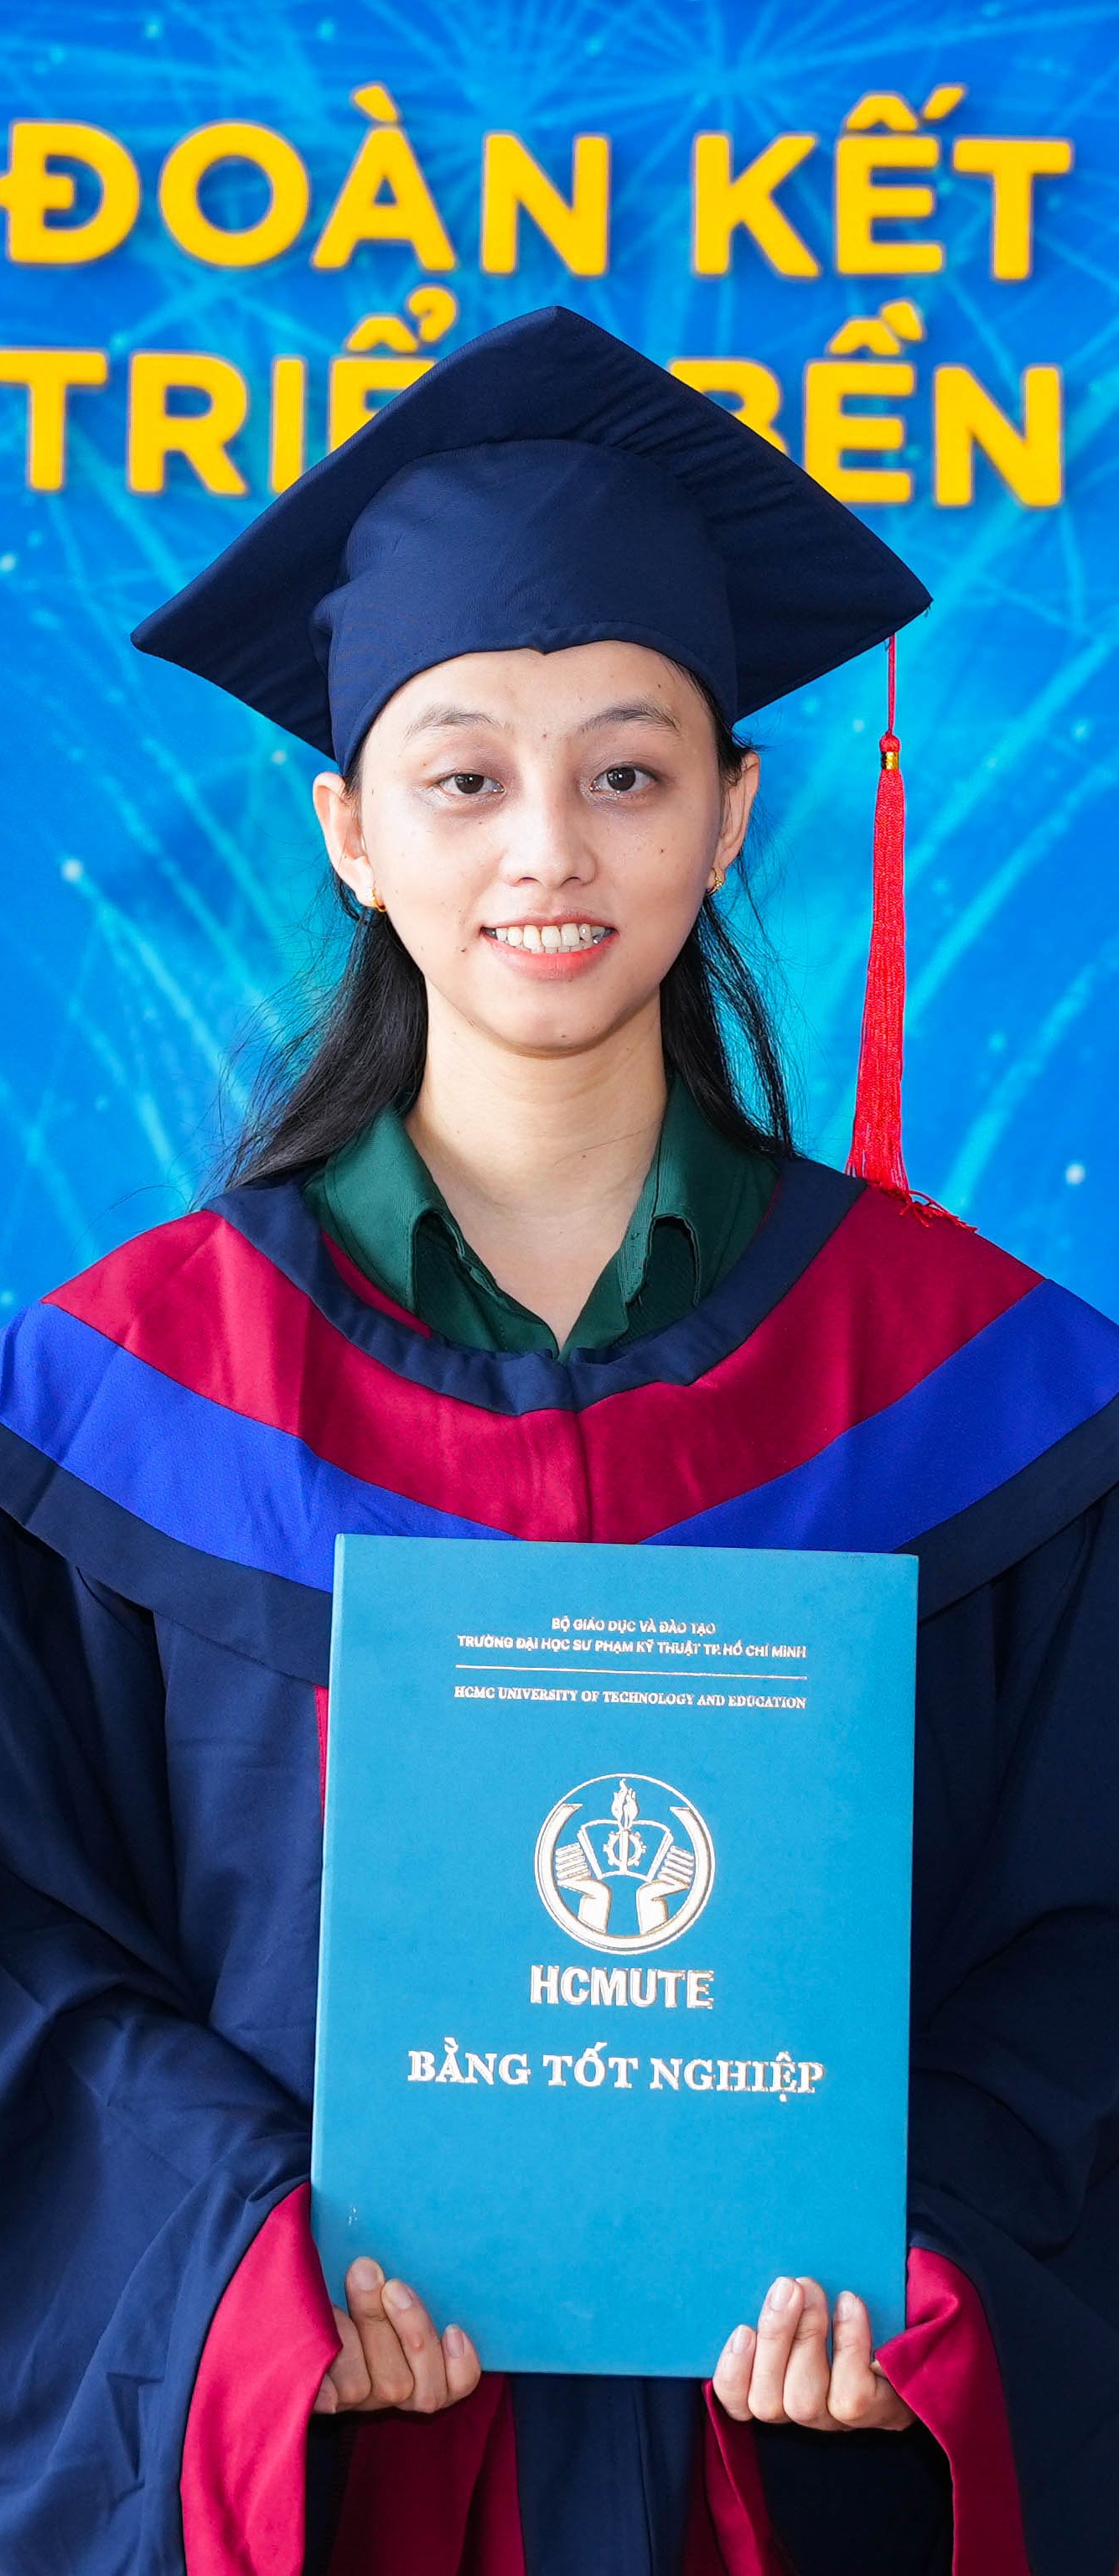 ĐOÀN KẾT
TRIỂ BỀN
BỘ GIÁO DỤC VÀ ĐÀO TẠO
TRƯỜNG ĐẠI HỌC SƯ PHẠM KỸ THUẬT TP. HỒ CHÍ MINH
HCMC UNIVERSITY OF TECHNOLOGY AND EDUCATION
HCMUTE
BẰNG TỐT NGHIỆP